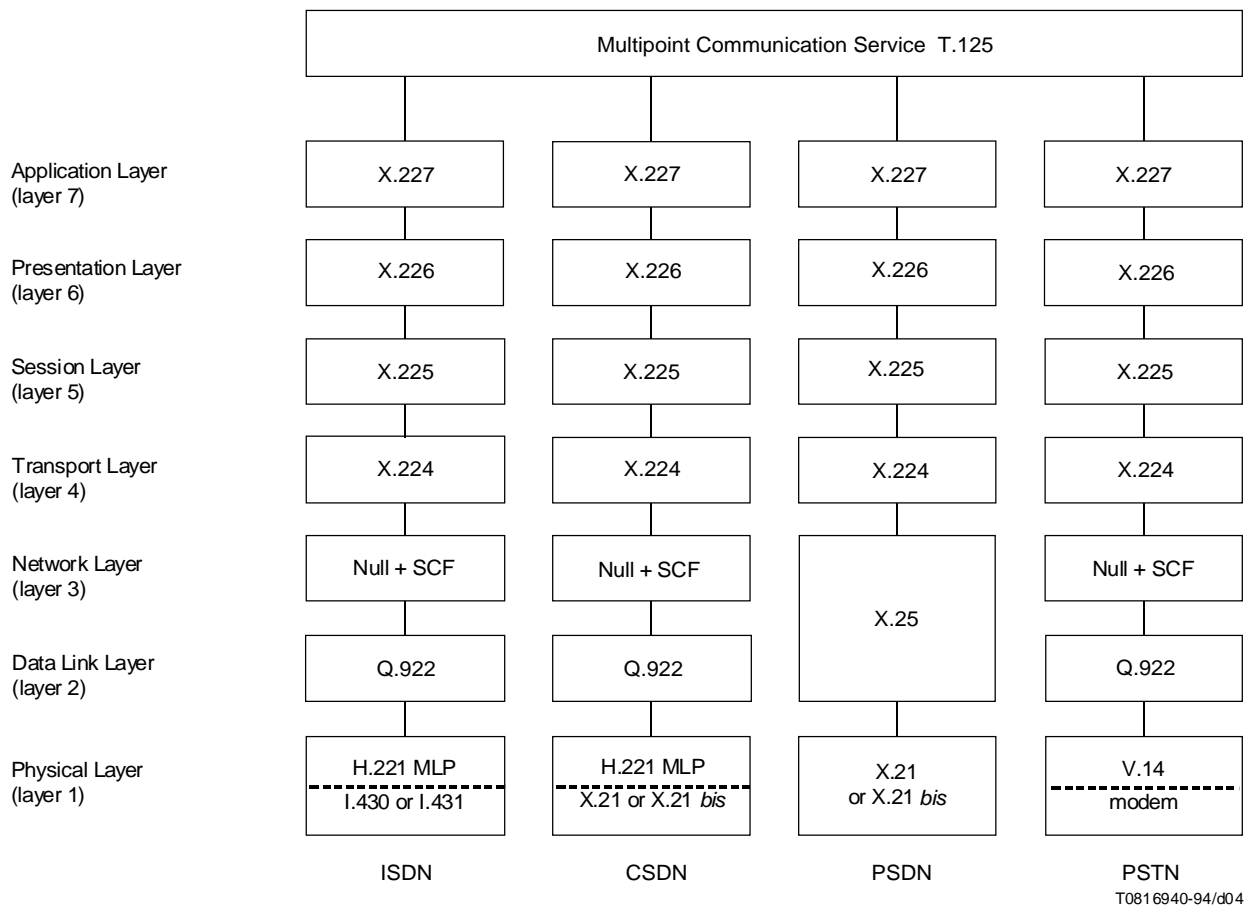 Multipoint Communication Service T.125
Application Layer
(layer 7)
X.227
X.227
X.227
X.227
Presentation Layer
(layer 6)
X.226
X.226
X.226
X.226
Session Layer
(layer 5)
X.225
X.225
X.225
X.225
Transport Layer
(layer 4)
X.224
X.224
X.224
X.224
Network Layer
(layer 3)
Null + SCF
Null + SCF
X.25
Null + SCF
Data Link Layer
(layer 2)
Q.922
Q.922
Q.922
Physical Layer
(layer 1)
H.221 MLP
I.430 or I.431
H.221 MLP
X.21 or X.21 bis
X.21
or X.21 bis
V.14
modem
ISDN
CSDN
PSDN
PSTN
T0816940-94/d04